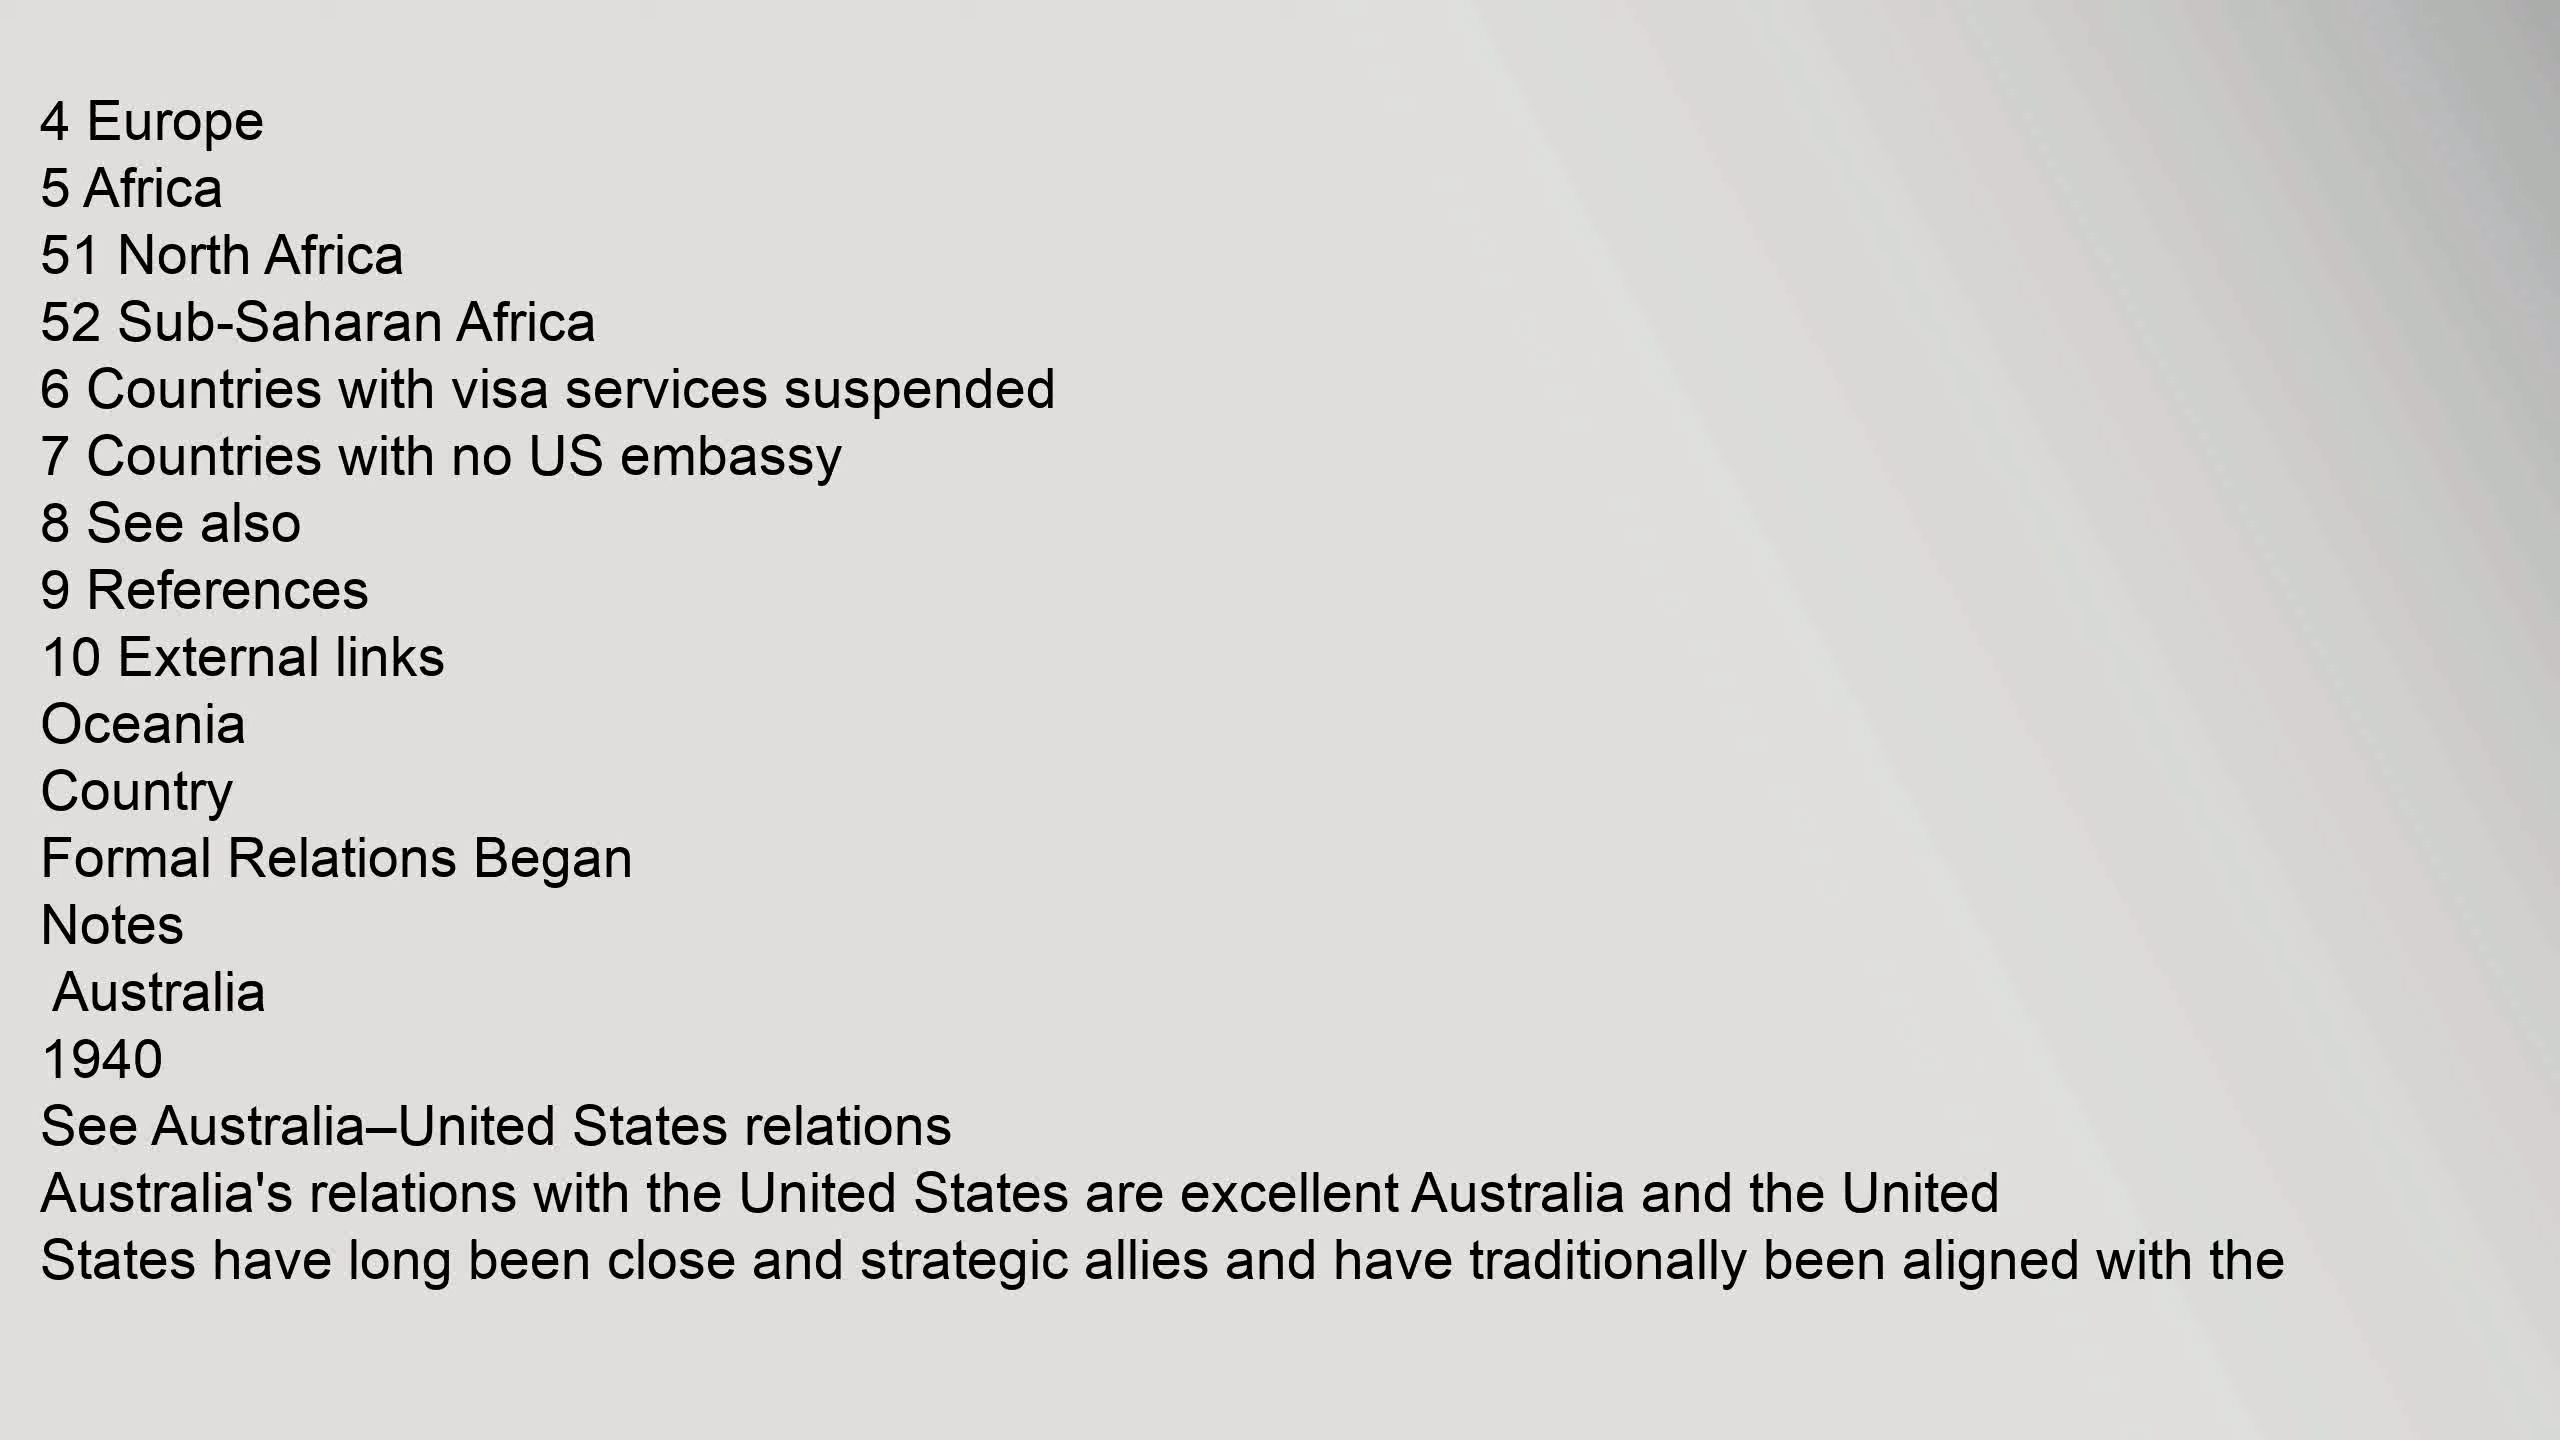 4 Europe
5 Africa
51 North Africa
52 Sub-Saharan Africa
6 Countries with visa services suspended
7 Countries with no US embassy
8 See also
9 References
10 External links
Oceania
Country
Formal Relations Began
Notes
Australia
1940
See Australia–United States relations
Australia's relations with the United States are excellent Australia and the United
States have long been close and strategic allies and have traditionally been aligned with the